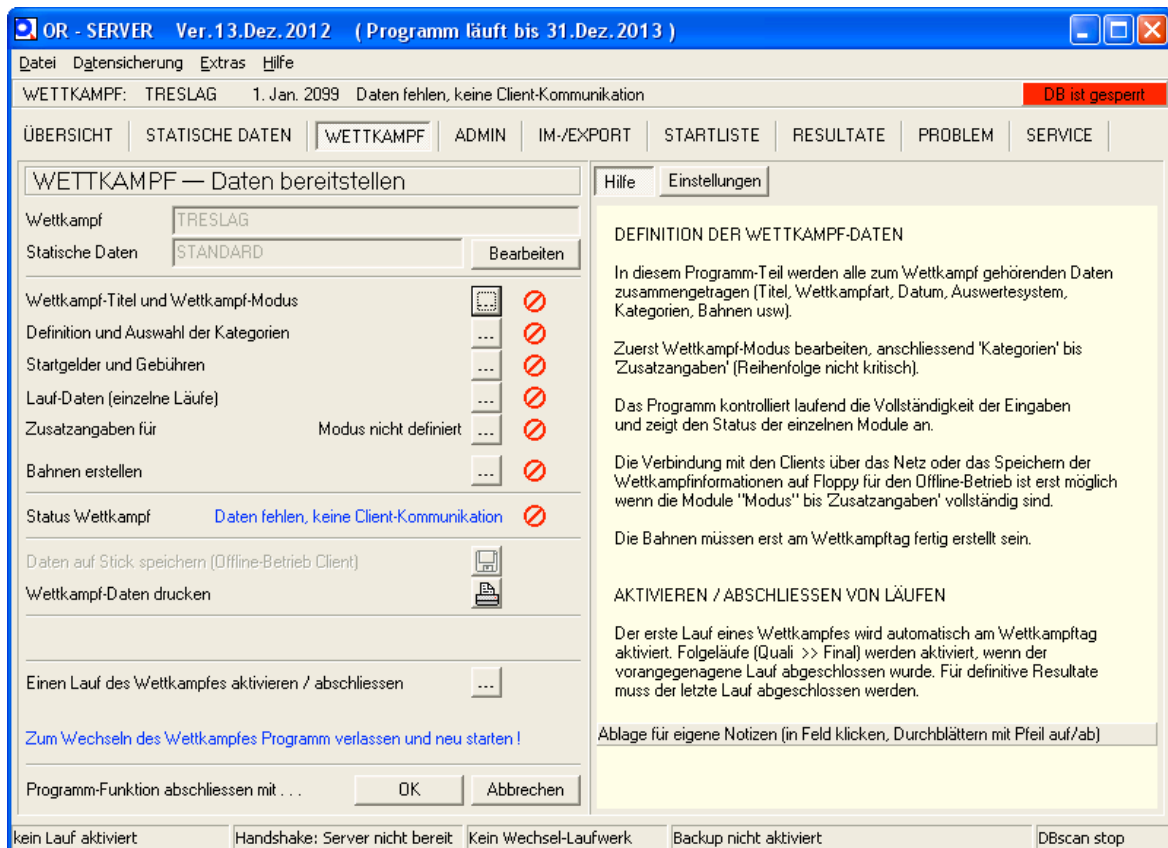 OR - SERVER Ver.13.Dez.2012 ( Programm läuft bis 31.Dez.2013 )
Datei Datensicherung Extras Hilfe
WETTKAMPF: TRESLAG 1. Jan. 2099 Daten fehlen, keine Client-Kommunikation DB ist gesperrt
ÜBERSICHT STATISCHE DATEN WETTKAMPF ADMIN IM-/EXPORT STARTLISTE RESULTATE PROBLEM SERVICE
WETTKAMPF — Daten bereitstellen
Wettkampf TRESLAG
Statische Daten STANDARD Bearbeiten
Wettkampf-Titel und Wettkampf-Modus ...
Definition und Auswahl der Kategorien ...
Startgelder und Gebühren ...
Lauf-Daten (einzelne Läufe) ...
Zusatzangaben für Modus nicht definiert ...
Bahnen erstellen ...
Status Wettkampf Daten fehlen, keine Client-Kommunikation
Daten auf Stick speichern (Offline-Betrieb Client)
Wettkampf-Daten drucken
Einen Lauf des Wettkampfes aktivieren / abschliessen ...
Zum Wechseln des Wettkampfes Programm verlassen und neu starten !
Programm-Funktion abschliessen mit . . . OK Abbrechen
Hilfe Einstellungen
DEFINITION DER WETTKAMPF-DATEN
In diesem Programm-Teil werden alle zum Wettkampf gehörenden Daten
zusammengetragen (Titel, Wettkampfart, Datum, Auswertesystem,
Kategorien, Bahnen usw).
Zuerst Wettkampf-Modus bearbeiten, anschliessend 'Kategorien' bis
'Zusatzangaben' (Reihenfolge nicht kritisch).
Das Programm kontrolliert laufend die Vollständigkeit der Eingaben
und zeigt den Status der einzelnen Module an.
Die Verbindung mit den Clients über das Netz oder das Speichern der
Wettkampfinformationen auf Floppy für den Offline-Betrieb ist erst möglich
wenn die Module "Modus" bis 'Zusatzangaben' vollständig sind.
Die Bahnen müssen erst am Wettkampftag fertig erstellt sein.
AKTIVIEREN / ABSCHLIESSEN VON LÄUFEN
Der erste Lauf eines Wettkampfes wird automatisch am Wettkampftag
aktiviert. Folgeläufe (Quali >> Final) werden aktiviert, wenn der
vorangegenagene Lauf abgeschlossen wurde. Für definitive Resultate
muss der letzte Lauf abgeschlossen werden.
Ablage für eigene Notizen (in Feld klicken, Durchblättern mit Pfeil auf/ab)
kein Lauf aktiviert Handshake: Server nicht bereit Kein Wechsel-Laufwerk Backup nicht aktiviert DBscan stop